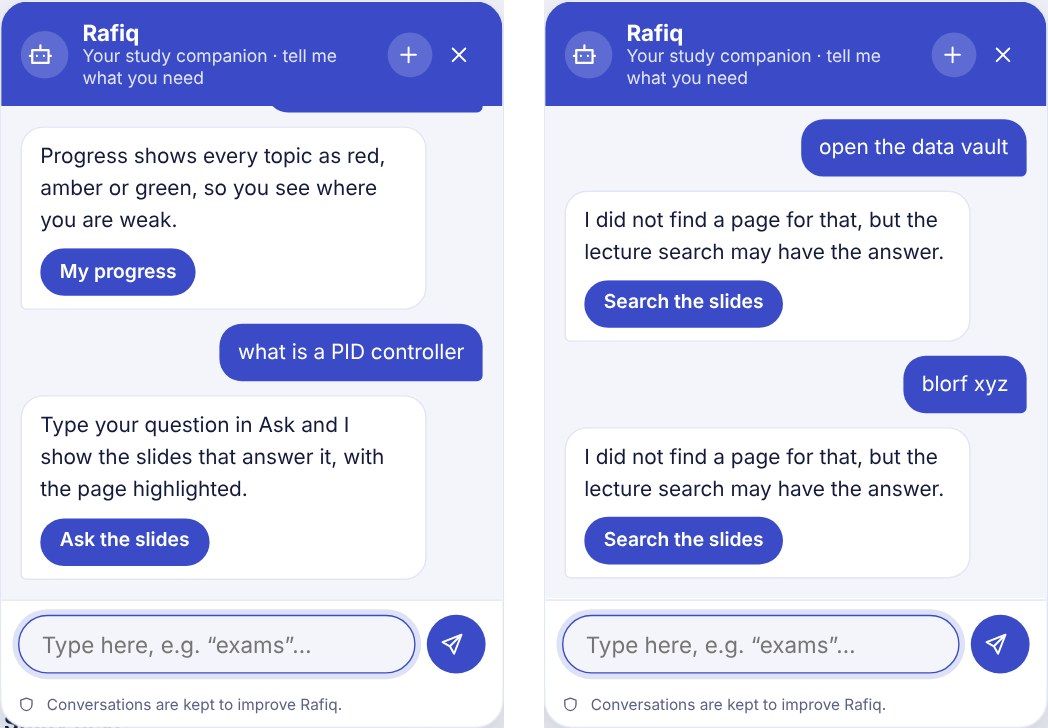 Rafiq
Your study companion · tell me
what you need
Progress shows every topic as red,
amber or green, so you see where
you are weak.
My progress
what is a PID controller
Type your question in Ask and I
show the slides that answer it, with
the page highlighted.
Ask the slides
Type here, e.g. “exams”...
Conversations are kept to improve Rafiq.
Rafiq
Your study companion · tell me
what you need
open the data vault
I did not find a page for that, but the
lecture search may have the answer.
Search the slides
blorf xyz
I did not find a page for that, but the
lecture search may have the answer.
Search the slides
Type here, e.g. “exams”...
Conversations are kept to improve Rafiq.